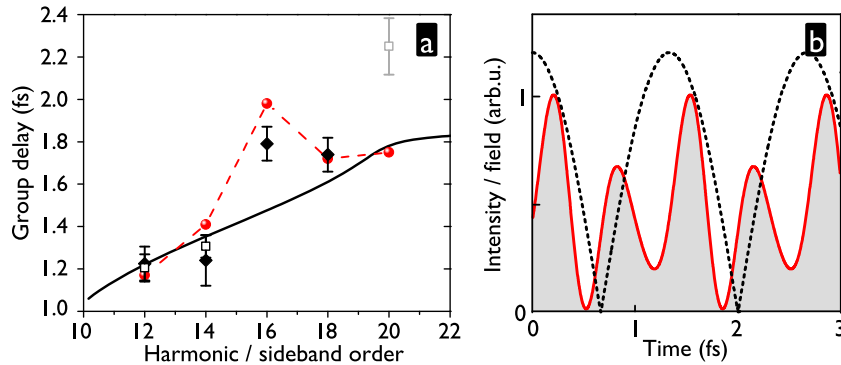 a
Group delay (fs)
2.4
2.2
2.0
1.8
1.6
1.4
1.2
1.0
10 12 14 16 18 20 22
Harmonic / sideband order
b
Intensity / field (arb.u.)
1
0
0 1 2 3
Time (fs)